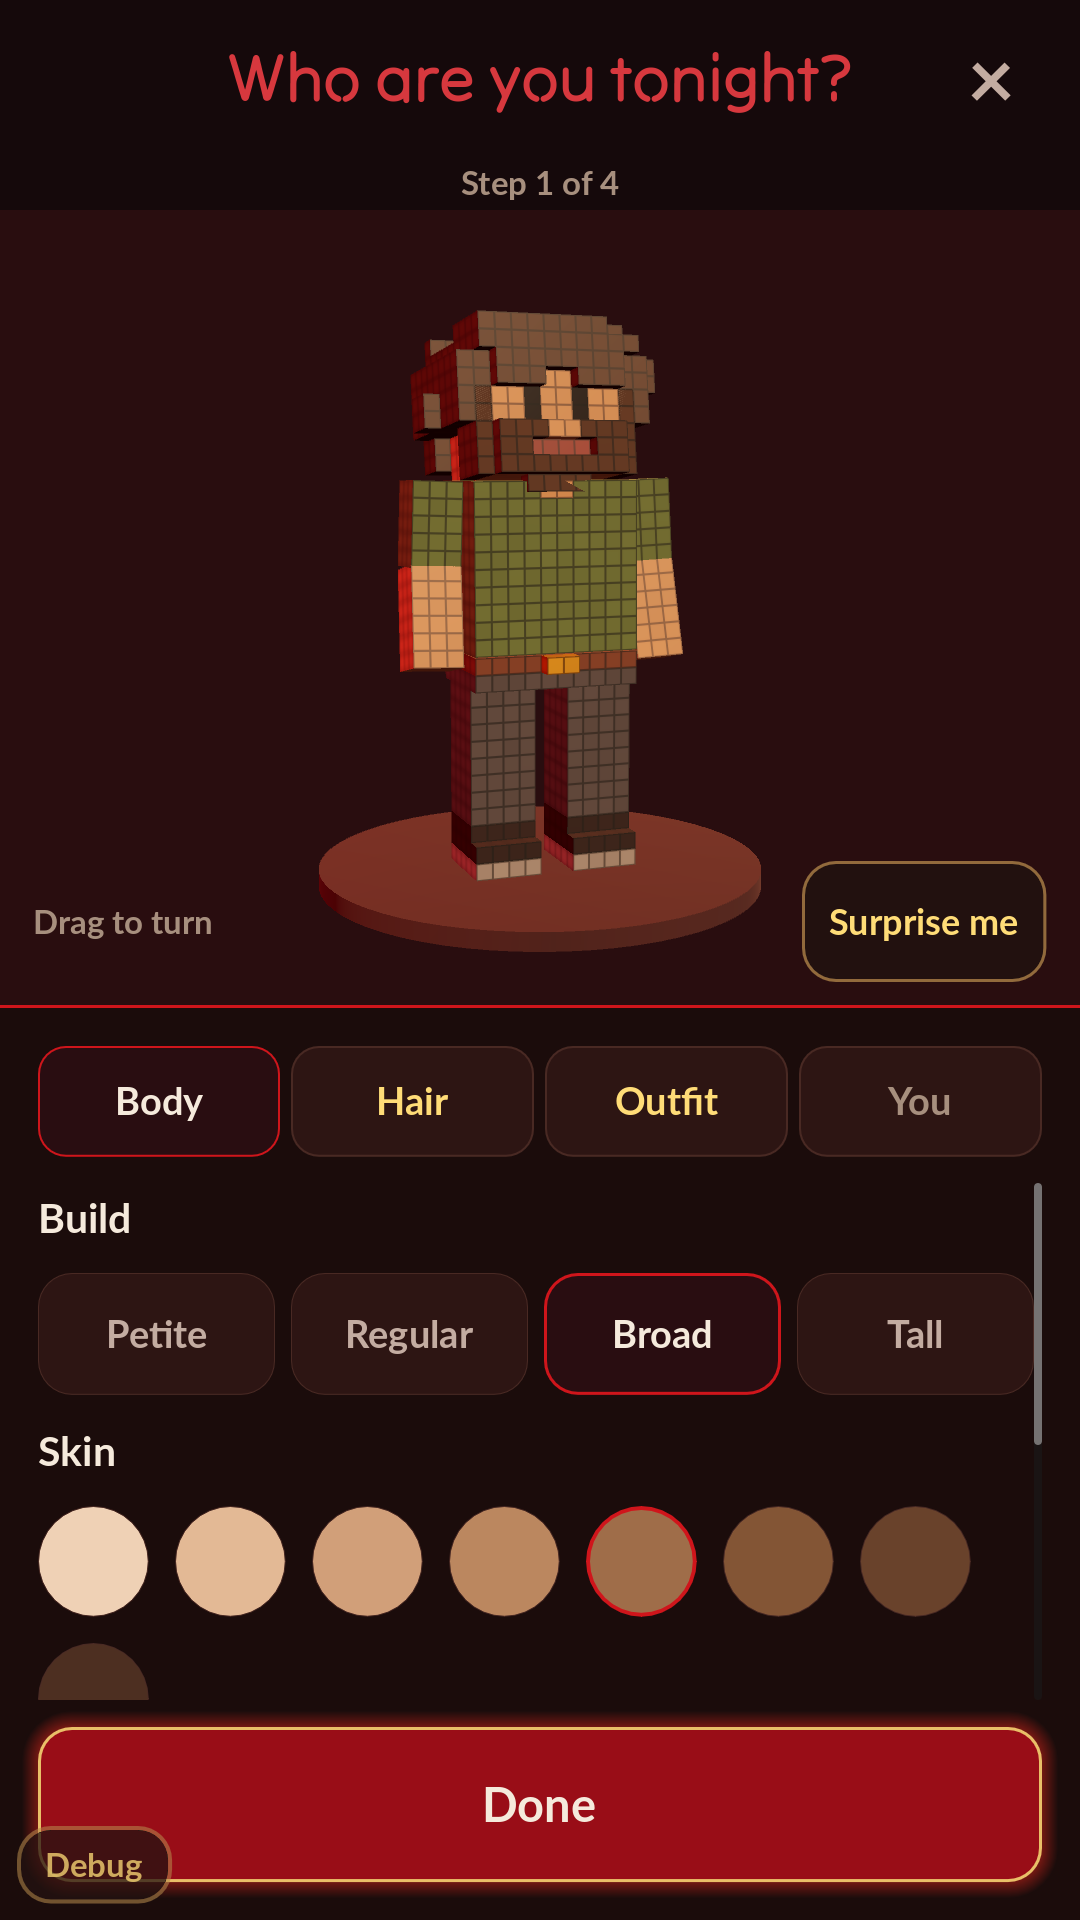 Who are you tonight?
Step 1 of 4
Drag to turn
Surprise me
Body
Hair
Outfit
You
Build
Petite
Regular
Broad
Tall
Skin
Done
Debug